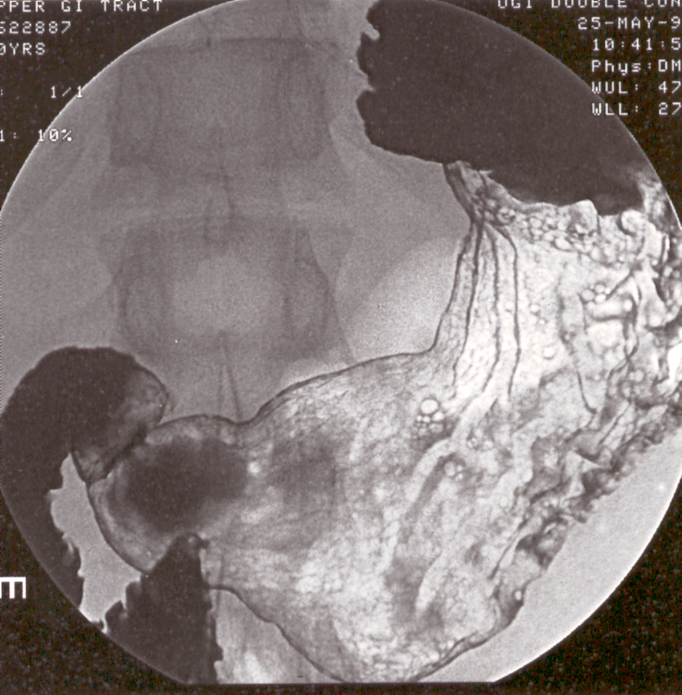 PPER GI TRACT
522887
0YRS
: 1/1
1: 10%
UGI DOUBLE CON
25-MAY-9
10:41:5
Phys:DM
WUL: 47
WLL: 27
E